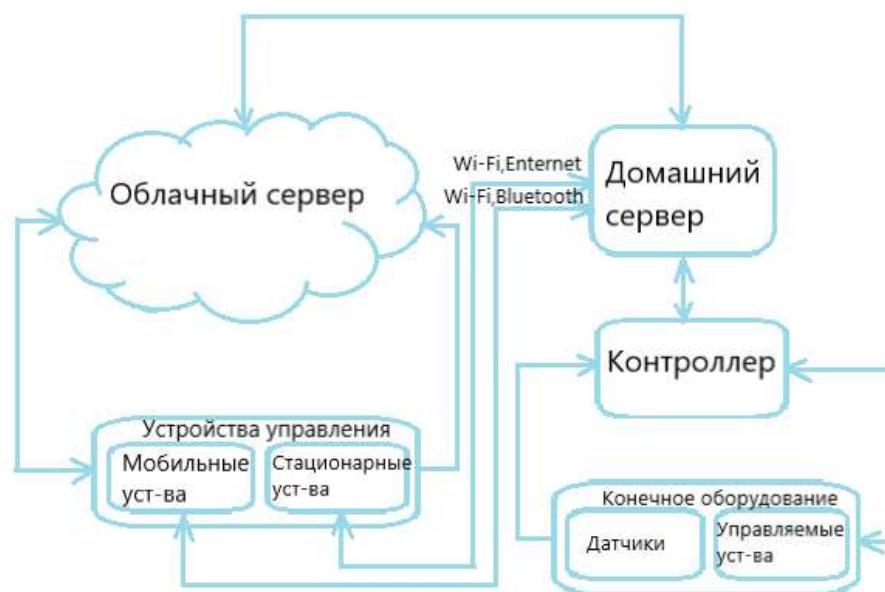 Wi-Fi,Enternet
Wi-Fi,Bluetooth
Облачный сервер
Домашний
сервер
Контроллер
Устройства управления
Мобильные
уст-ва
Стационарные
уст-ва
Конечное оборудование
Датчики
Управляемые
уст-ва